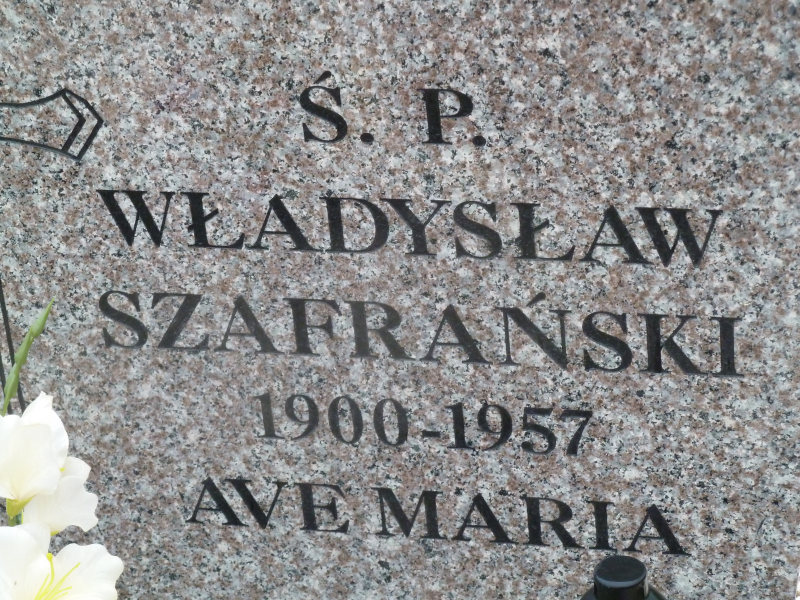 Ś. P.
WŁADYSŁAW
SZAFRAŃSKI
1900-1957
AVE MARIA